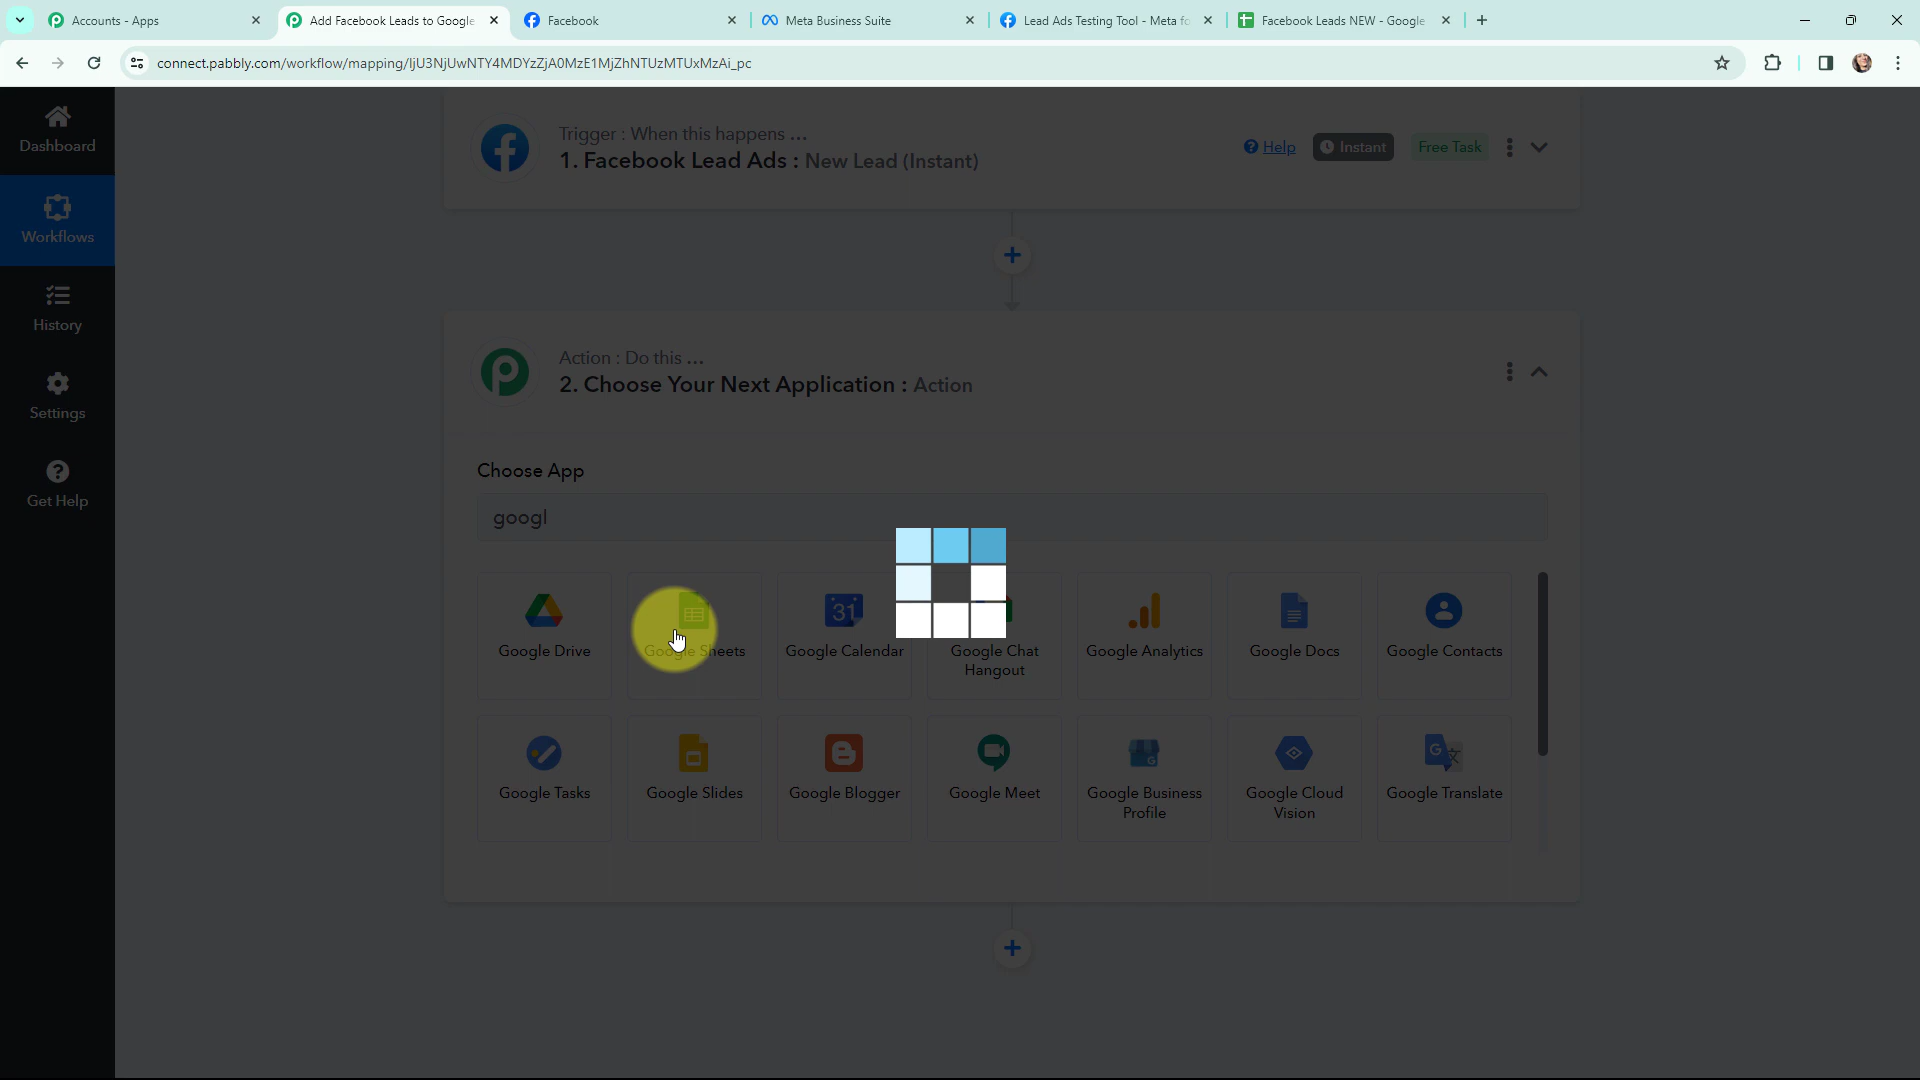 Accounts - Apps
Add Facebook Leads to Google
Facebook
Meta Business Suite
Lead Ads Testing Tool - Meta fo
Facebook Leads NEW - Google
connect.pabbly.com/workflow/mapping/IjU3NjUwNTY4MDYzZjA0MzE1MjZhNTUzMTUxMzAi_pc
Dashboard
Workflows
History
Settings
Get Help
Trigger : When this happens ...
1. Facebook Lead Ads : New Lead (Instant)
Help
Instant
Free Task
Action : Do this ...
2. Choose Your Next Application : Action
Choose App
googl
31
Google Drive
Google Sheets
Google Calendar
Google Chat
Hangout
Google Analytics
Google Docs
Google Contacts
Google Tasks
Google Slides
Google Blogger
Google Meet
Google Business
Profile
Google Cloud
Vision
Google Translate